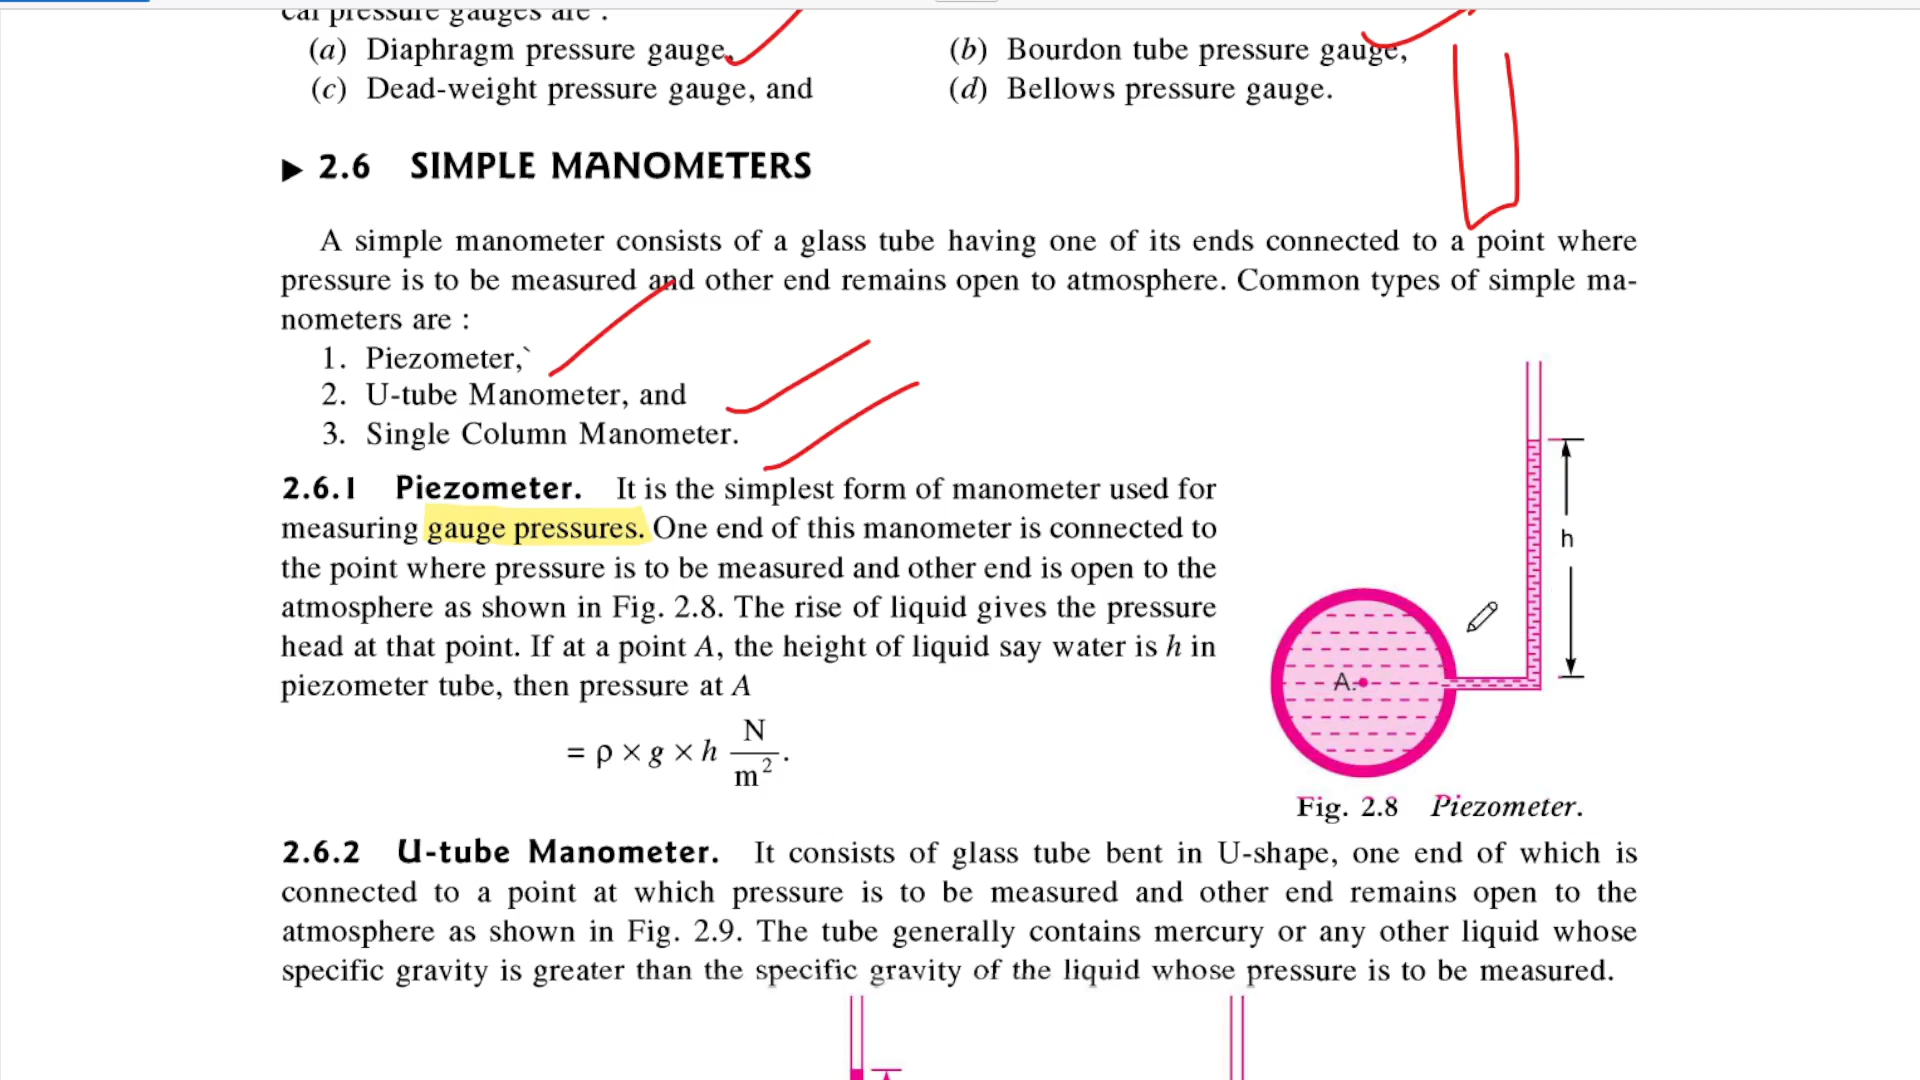 cal pressure gauges are :
(a) Diaphragm pressure gauge, (b) Bourdon tube pressure gauge,
(c) Dead-weight pressure gauge, and (d) Bellows pressure gauge.
▶ 2.6 SIMPLE MANOMETERS
A simple manometer consists of a glass tube having one of its ends connected to a point where
pressure is to be measured and other end remains open to atmosphere. Common types of simple ma-
nometers are :
1. Piezometer,`
2. U-tube Manometer, and
3. Single Column Manometer.
2.6.1 Piezometer. It is the simplest form of manometer used for
measuring gauge pressures. One end of this manometer is connected to
the point where pressure is to be measured and other end is open to the
atmosphere as shown in Fig. 2.8. The rise of liquid gives the pressure
head at that point. If at a point A, the height of liquid say water is h in
piezometer tube, then pressure at A
= ρ × g × h N/m².
h
A
Fig. 2.8 Piezometer.
2.6.2 U-tube Manometer. It consists of glass tube bent in U-shape, one end of which is
connected to a point at which pressure is to be measured and other end remains open to the
atmosphere as shown in Fig. 2.9. The tube generally contains mercury or any other liquid whose
specific gravity is greater than the specific gravity of the liquid whose pressure is to be measured.